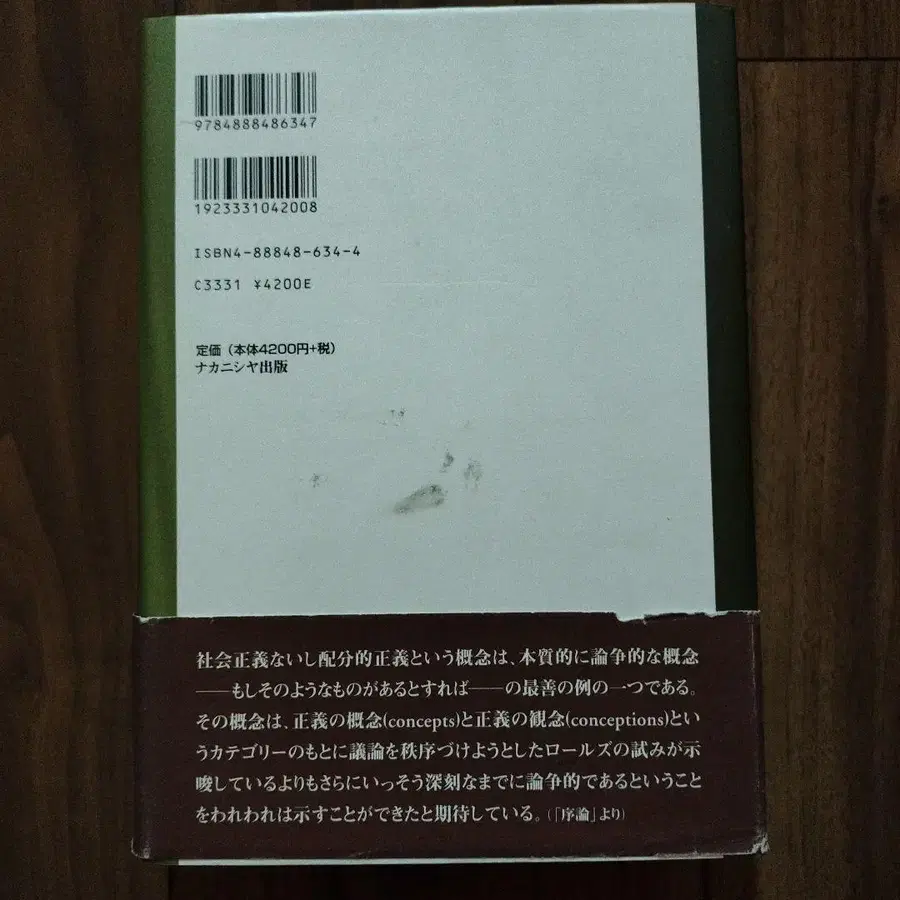 9784888486347
1923331042008
ISBN4-88848-634-4
C3331 ¥4200E
定価（本体4200円+税）
ナカニシヤ出版
社会正義ないし配分的正義という概念は、本質的に論争的な概念
――もしそのようなものがあるとすれば――の最善の例の一つである。
その概念は、正義の概念(concepts)と正義の観念(conceptions)とい
うカテゴリーのもとに議論を秩序づけようとしたロールズの試みが示
唆しているよりもさらにいっそう深刻なまでに論争的であるということ
をわれわれは示すことができたと期待している。(「序論」より)